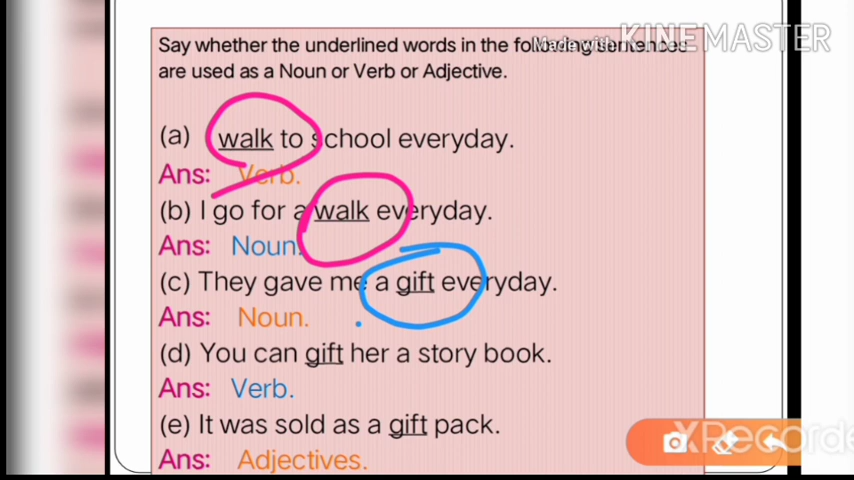 Made with KINEMASTER
Say whether the underlined words in the following sentences
are used as a Noun or Verb or Adjective.
(a) walk to school everyday.
Ans: Verb.
(b) I go for a walk everyday.
Ans: Noun.
(c) They gave me a gift everyday.
Ans: Noun.
(d) You can gift her a story book.
Ans: Verb.
(e) It was sold as a gift pack.
Ans: Adjectives.